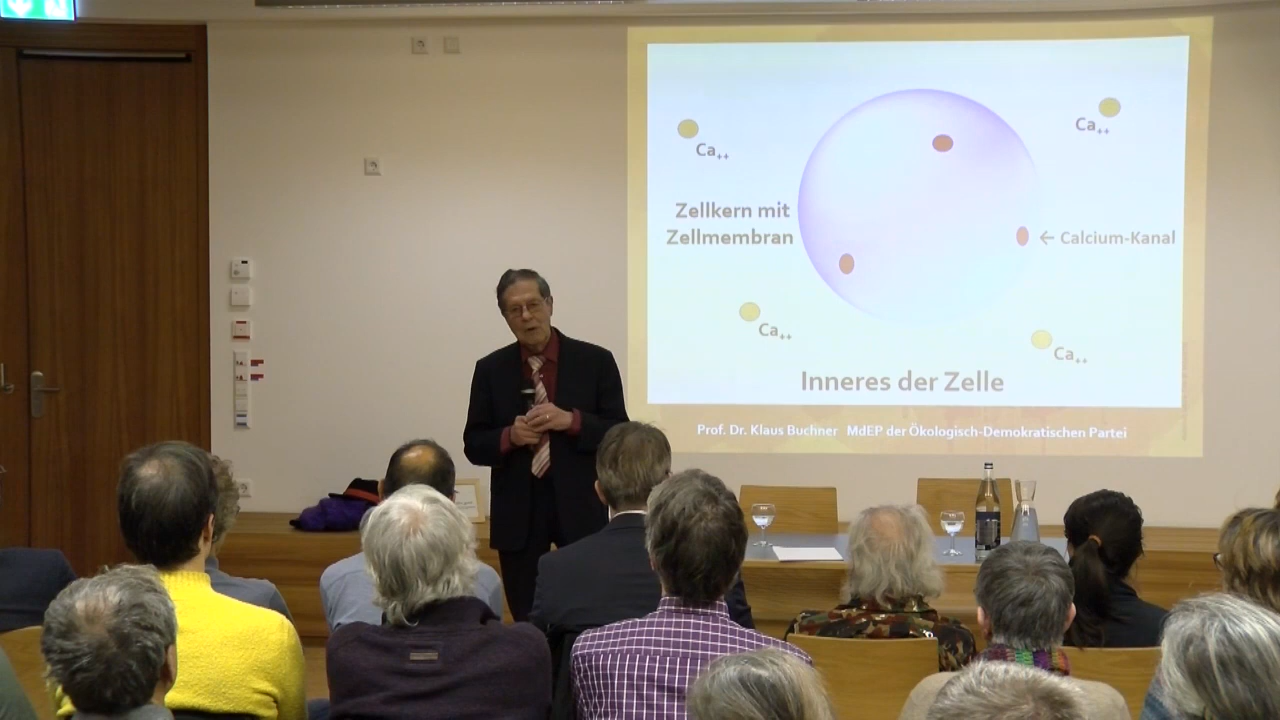 Ca++
Ca++
Zellkern mit
Zellmembran
← Calcium-Kanal
Ca++
Ca++
Inneres der Zelle
Prof. Dr. Klaus Buchner MdEP der Ökologisch-Demokratischen Partei